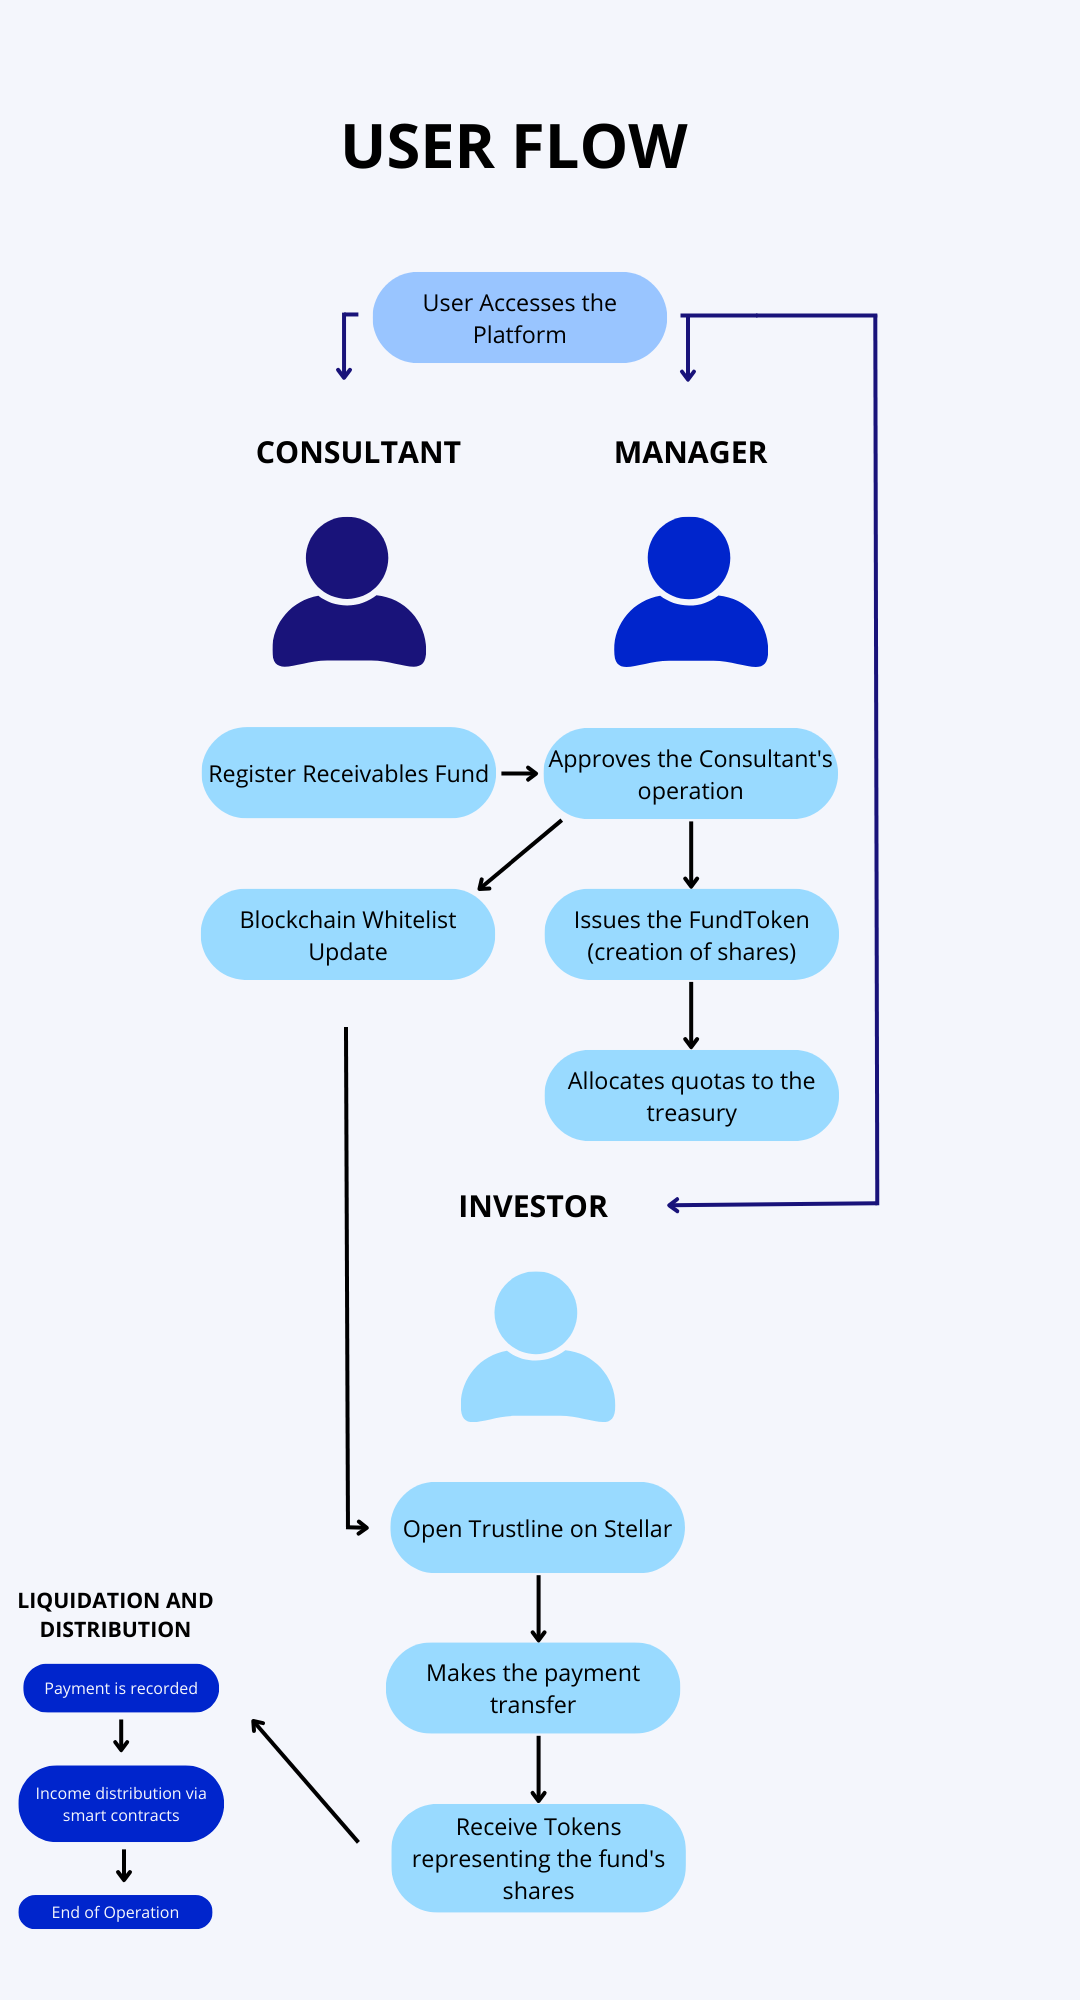 USER FLOW
User Accesses the
Platform
CONSULTANT
MANAGER
Register Receivables Fund
Approves the Consultant's
operation
Blockchain Whitelist
Update
Issues the FundToken
(creation of shares)
Allocates quotas to the
treasury
INVESTOR
Open Trustline on Stellar
Makes the payment
transfer
Receive Tokens
representing the fund's
shares
LIQUIDATION AND
DISTRIBUTION
Payment is recorded
Income distribution via
smart contracts
End of Operation